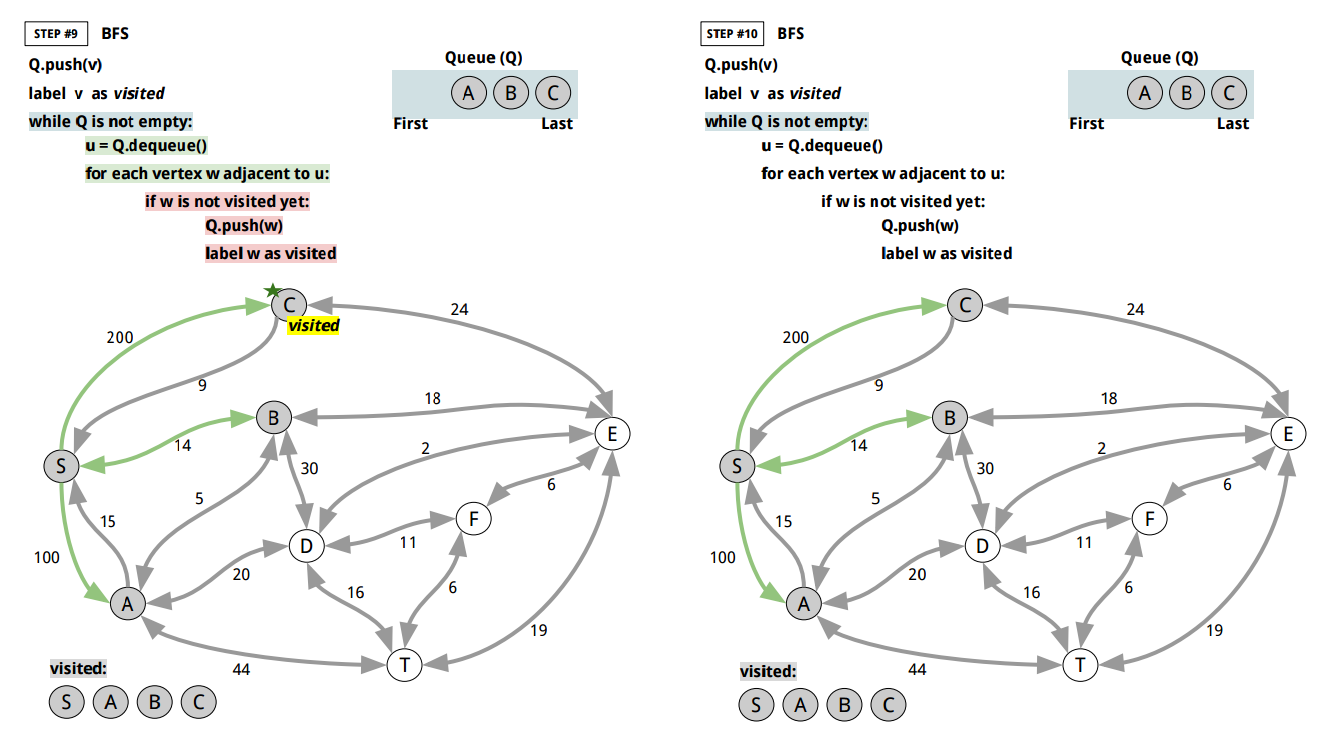 STEP #9 BFS
Q.push(v)
label v as visited
while Q is not empty:
u = Q.dequeue()
for each vertex w adjacent to u:
if w is not visited yet:
Q.push(w)
label w as visited
Queue (Q)
A B C
First Last
C
visited
24
200
9
B
18
14
S
E
2
30
6
5
F
15
D
11
100
20
A
16
6
19
T
44
visited:
S A B C
STEP #10 BFS
Q.push(v)
label v as visited
while Q is not empty:
u = Q.dequeue()
for each vertex w adjacent to u:
if w is not visited yet:
Q.push(w)
label w as visited
Queue (Q)
A B C
First Last
C
24
200
9
B
18
14
S
E
2
30
6
5
F
15
D
11
100
20
A
16
6
19
T
44
visited:
S A B C